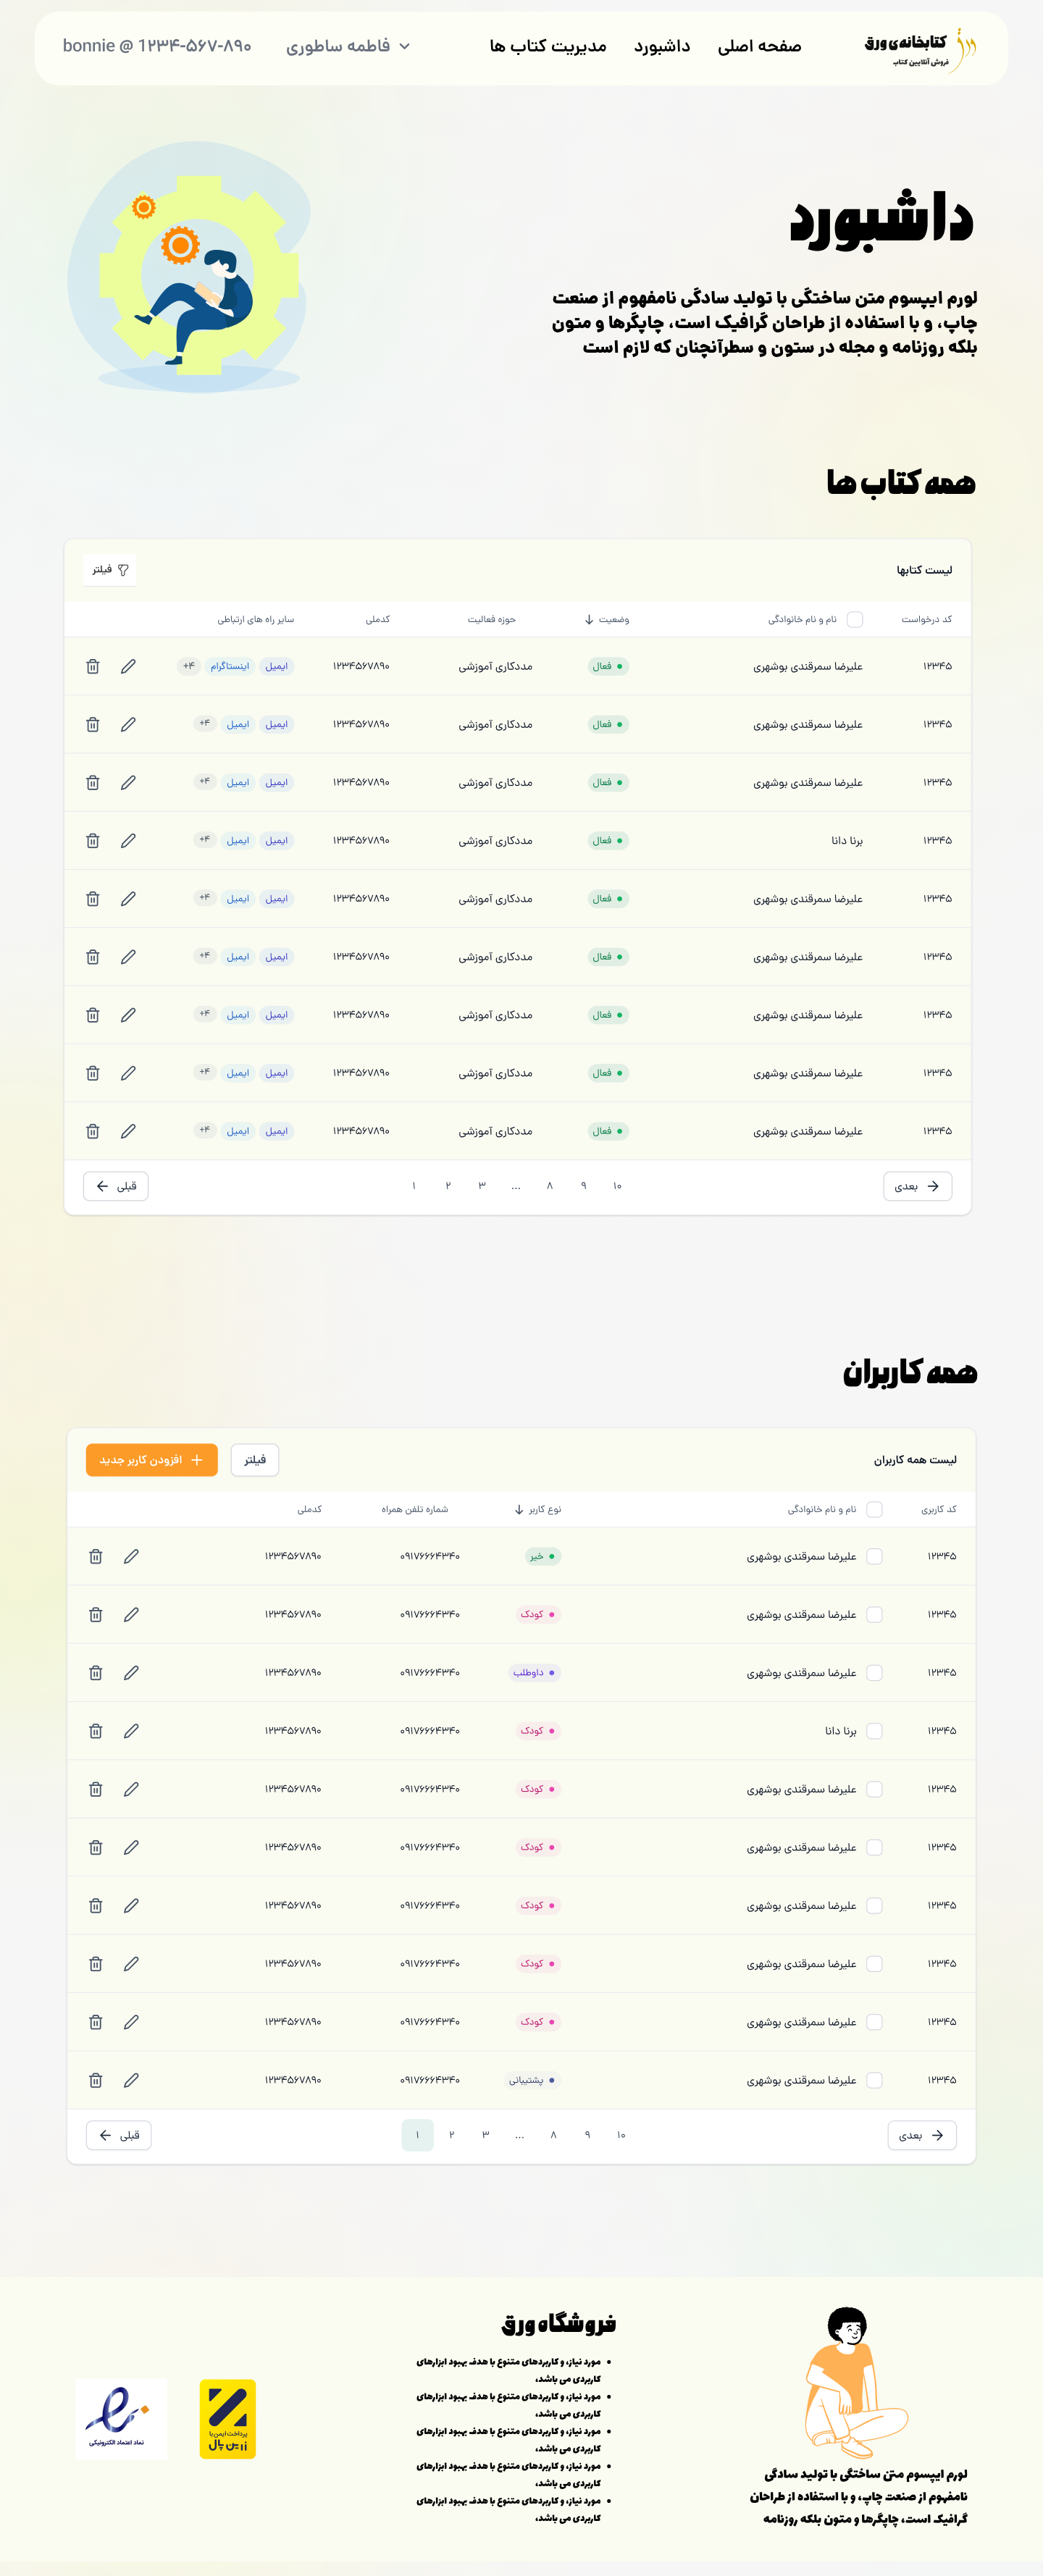 کتابخانه‌ی ورق
فروش آنلاین کتاب
صفحه اصلی
داشبورد
مدیریت کتاب ها
فاطمه ساطوری
bonnie @ 1۲۳۴-۵۶۷-۸۹۰
داشبورد
لورم ایپسوم متن ساختگی با تولید سادگی نامفهوم از صنعت
چاپ، و با استفاده از طراحان گرافیک است، چاپگرها و متون
بلکه روزنامه و مجله در ستون و سطرآنچنان که لازم است
همه کتاب ها
لیست کتابها
فیلتر
کد درخواست نام و نام خانوادگی وضعیت حوزه فعالیت کدملی سایر راه های ارتباطی
۱۲۳۴۵ علیرضا سمرقندی بوشهری فعال مددکاری آموزشی ۱۲۳۴۵۶۷۸۹۰ ایمیل اینستاگرام +۴
۱۲۳۴۵ علیرضا سمرقندی بوشهری فعال مددکاری آموزشی ۱۲۳۴۵۶۷۸۹۰ ایمیل ایمیل +۴
۱۲۳۴۵ علیرضا سمرقندی بوشهری فعال مددکاری آموزشی ۱۲۳۴۵۶۷۸۹۰ ایمیل ایمیل +۴
۱۲۳۴۵ برنا دانا فعال مددکاری آموزشی ۱۲۳۴۵۶۷۸۹۰ ایمیل ایمیل +۴
۱۲۳۴۵ علیرضا سمرقندی بوشهری فعال مددکاری آموزشی ۱۲۳۴۵۶۷۸۹۰ ایمیل ایمیل +۴
۱۲۳۴۵ علیرضا سمرقندی بوشهری فعال مددکاری آموزشی ۱۲۳۴۵۶۷۸۹۰ ایمیل ایمیل +۴
۱۲۳۴۵ علیرضا سمرقندی بوشهری فعال مددکاری آموزشی ۱۲۳۴۵۶۷۸۹۰ ایمیل ایمیل +۴
۱۲۳۴۵ علیرضا سمرقندی بوشهری فعال مددکاری آموزشی ۱۲۳۴۵۶۷۸۹۰ ایمیل ایمیل +۴
۱۲۳۴۵ علیرضا سمرقندی بوشهری فعال مددکاری آموزشی ۱۲۳۴۵۶۷۸۹۰ ایمیل ایمیل +۴
بعدی ۱۰ ۹ ۸ ... ۳ ۲ ۱ قبلی
همه کاربران
لیست همه کاربران
فیلتر
افزودن کاربر جدید
کد کاربری نام و نام خانوادگی نوع کاربر شماره تلفن همراه کدملی
۱۲۳۴۵ علیرضا سمرقندی بوشهری خیر ۰۹۱۷۶۶۶۴۳۴۰ ۱۲۳۴۵۶۷۸۹۰
۱۲۳۴۵ علیرضا سمرقندی بوشهری کودک ۰۹۱۷۶۶۶۴۳۴۰ ۱۲۳۴۵۶۷۸۹۰
۱۲۳۴۵ علیرضا سمرقندی بوشهری داوطلب ۰۹۱۷۶۶۶۴۳۴۰ ۱۲۳۴۵۶۷۸۹۰
۱۲۳۴۵ برنا دانا کودک ۰۹۱۷۶۶۶۴۳۴۰ ۱۲۳۴۵۶۷۸۹۰
۱۲۳۴۵ علیرضا سمرقندی بوشهری کودک ۰۹۱۷۶۶۶۴۳۴۰ ۱۲۳۴۵۶۷۸۹۰
۱۲۳۴۵ علیرضا سمرقندی بوشهری کودک ۰۹۱۷۶۶۶۴۳۴۰ ۱۲۳۴۵۶۷۸۹۰
۱۲۳۴۵ علیرضا سمرقندی بوشهری کودک ۰۹۱۷۶۶۶۴۳۴۰ ۱۲۳۴۵۶۷۸۹۰
۱۲۳۴۵ علیرضا سمرقندی بوشهری کودک ۰۹۱۷۶۶۶۴۳۴۰ ۱۲۳۴۵۶۷۸۹۰
۱۲۳۴۵ علیرضا سمرقندی بوشهری کودک ۰۹۱۷۶۶۶۴۳۴۰ ۱۲۳۴۵۶۷۸۹۰
۱۲۳۴۵ علیرضا سمرقندی بوشهری پشتیبانی ۰۹۱۷۶۶۶۴۳۴۰ ۱۲۳۴۵۶۷۸۹۰
بعدی ۱۰ ۹ ۸ ... ۳ ۲ ۱ قبلی
لورم ایپسوم متن ساختگی با تولید سادگی
نامفهوم از صنعت چاپ، و با استفاده از طراحان
گرافیک است، چاپگرها و متون بلکه روزنامه
فروشگاه ورق
• مورد نیاز، و کاربردهای متنوع با هدف بهبود ابزارهای
کاربردی می باشد،
• مورد نیاز، و کاربردهای متنوع با هدف بهبود ابزارهای
کاربردی می باشد،
• مورد نیاز، و کاربردهای متنوع با هدف بهبود ابزارهای
کاربردی می باشد،
• مورد نیاز، و کاربردهای متنوع با هدف بهبود ابزارهای
کاربردی می باشد،
• مورد نیاز، و کاربردهای متنوع با هدف بهبود ابزارهای
کاربردی می باشد،
پرداخت ایمن با
زرین پال
نماد اعتماد الکترونیکی